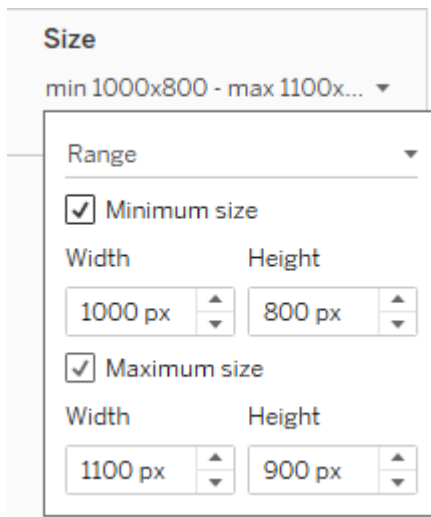 Size
min 1000x800 - max 1100x...
Range
Minimum size
Width Height
1000 px 800 px
Maximum size
Width Height
1100 px 900 px